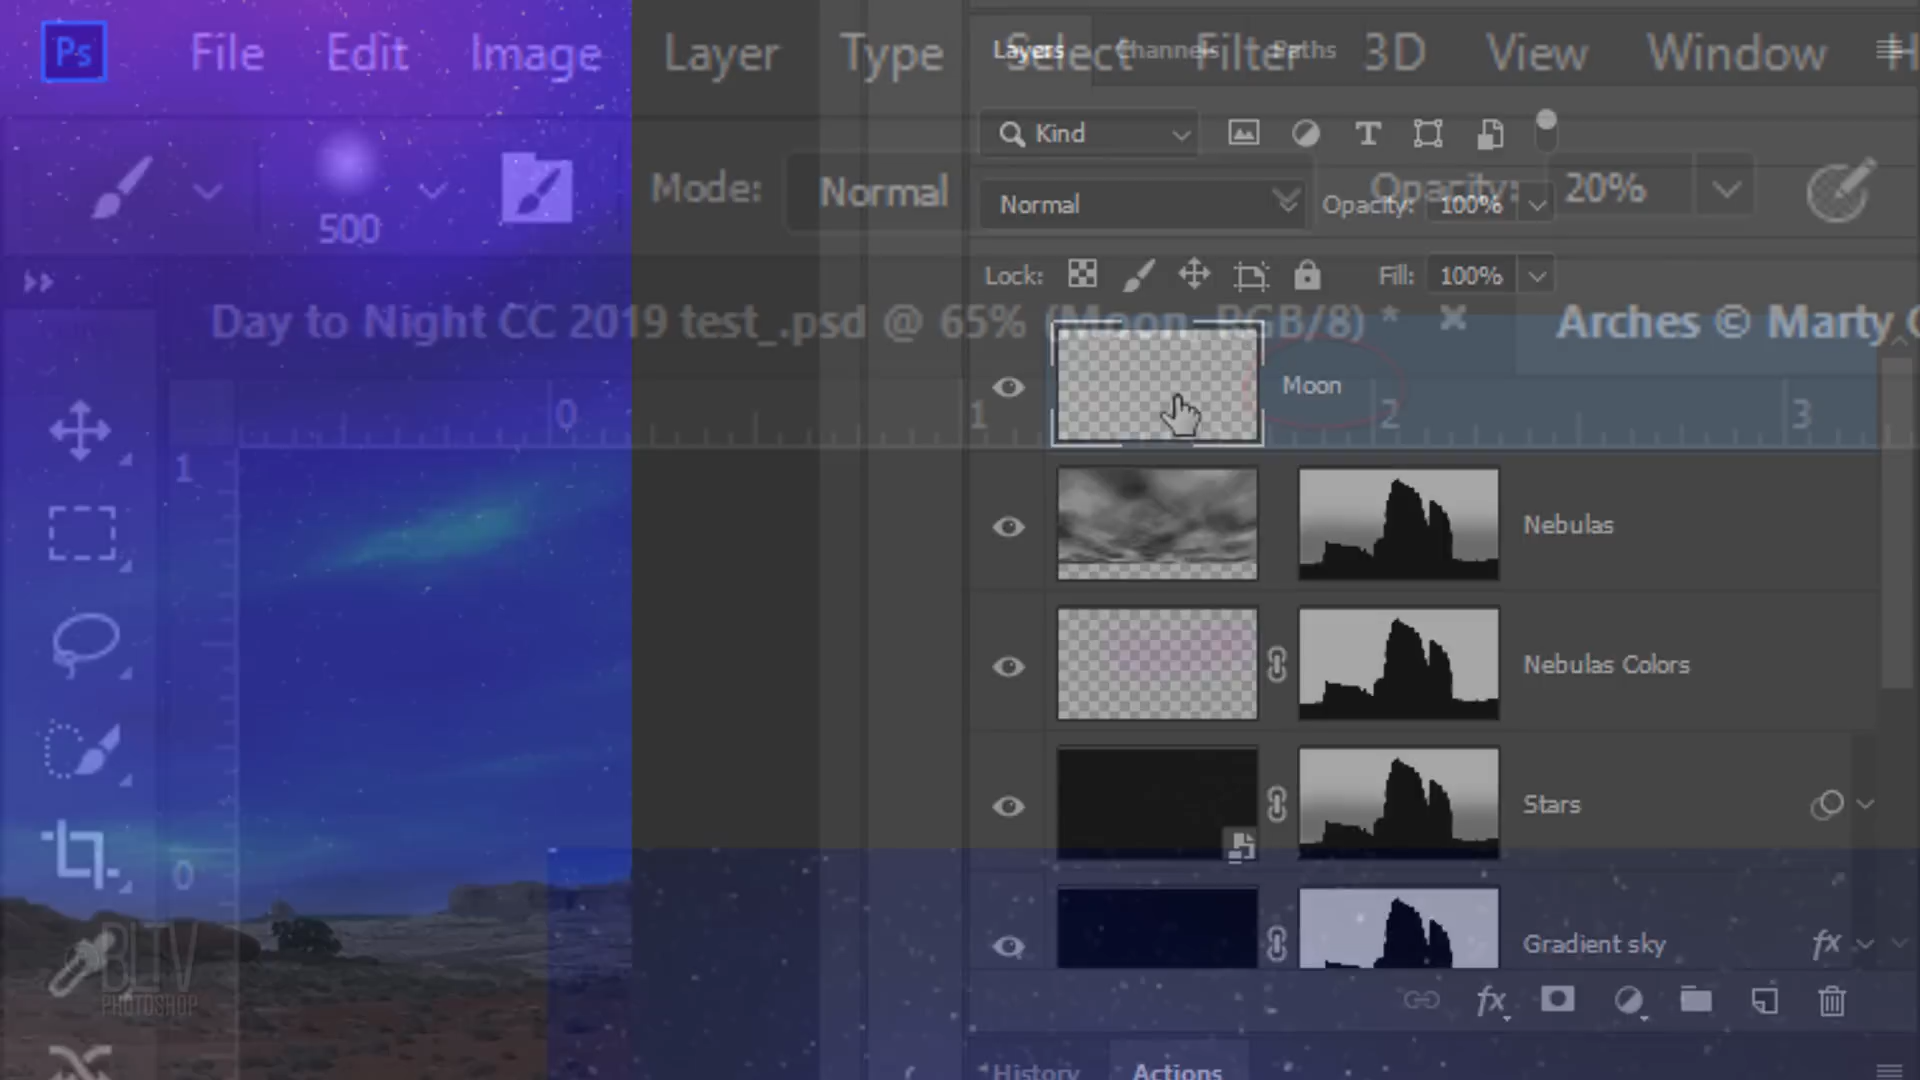 Ps File Edit Image Layer Type Select Filter 3D View Window H
Layers Channels Paths
Kind
Mode: Normal Opacity: 20%
500
Normal Opacity: 100%
Lock: Fill: 100%
Day to Night CC 2019 test_.psd @ 65% (Moon, RGB/8) * Arches © Marty
0 1 2 3
Moon
1
Nebulas
Nebulas Colors
Stars
0
Gradient sky fx
BLTV
PHOTOSHOP
fx
History Actions